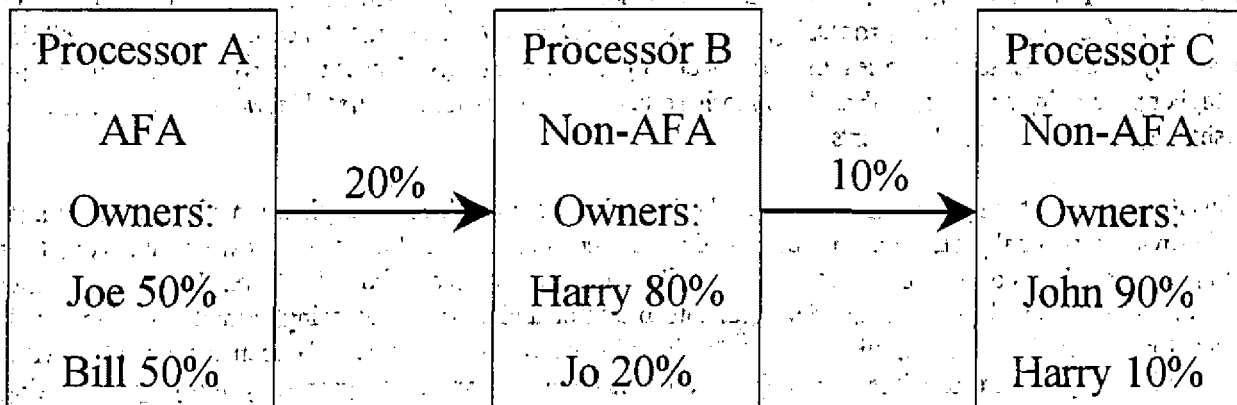 Processor A
AFA
Owners:
Joe 50%
Bill 50%
20%
Processor B
Non-AFA
Owners:
Harry 80%
Jo 20%
10%
Processor C
Non-AFA
Owners:
John 90%
Harry 10%